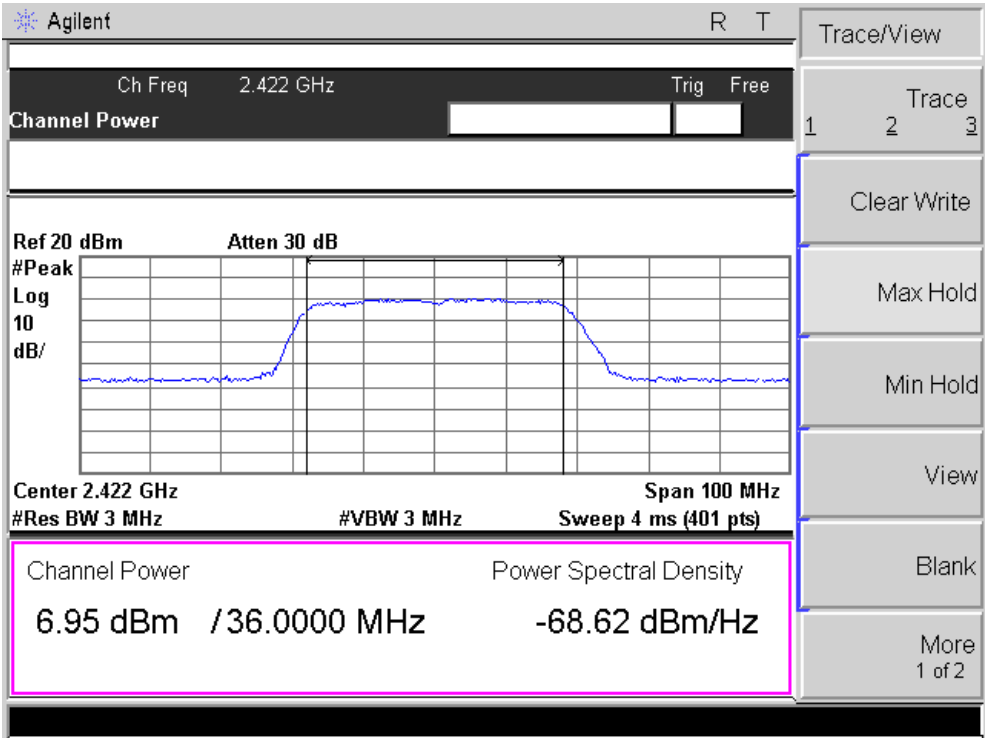 Agilent R T
Ch Freq 2.422 GHz Trig Free
Channel Power
Ref 20 dBm Atten 30 dB
#Peak
Log
10
dB/
Center 2.422 GHz Span 100 MHz
#Res BW 3 MHz #VBW 3 MHz Sweep 4 ms (401 pts)
Channel Power Power Spectral Density
6.95 dBm / 36.0000 MHz -68.62 dBm/Hz
Trace/View
Trace
1 2 3
Clear Write
Max Hold
Min Hold
View
Blank
More
1 of 2